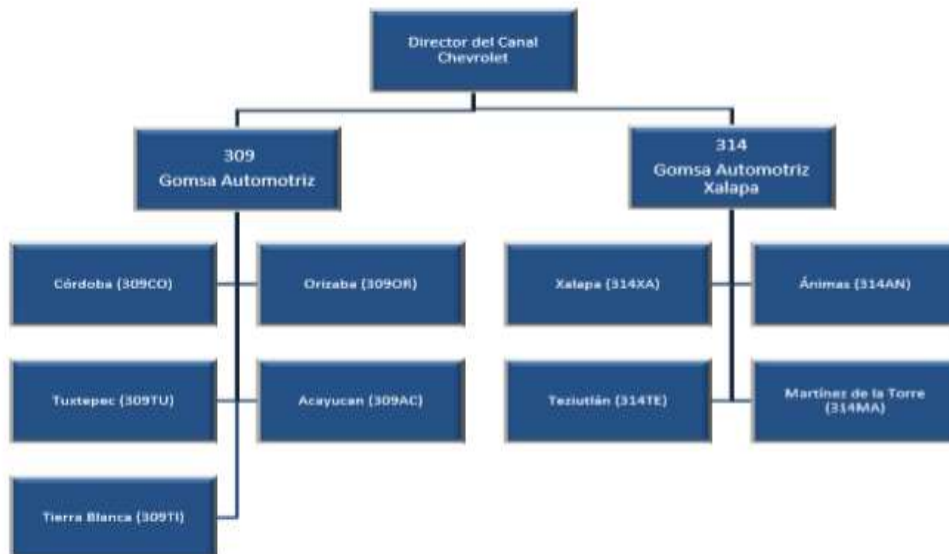 Director del Canal
Chevrolet
309
Gomsa Automotriz
314
Gomsa Automotriz
Xalapa
Córdoba (309CO)
Orizaba (309OR)
Xalapa (314XA)
Ánimas (314AN)
Tuxtepec (309TU)
Acayucan (309AC)
Teziutlán (314TE)
Martínez de la Torre
(314MA)
Tierra Blanca (309TI)